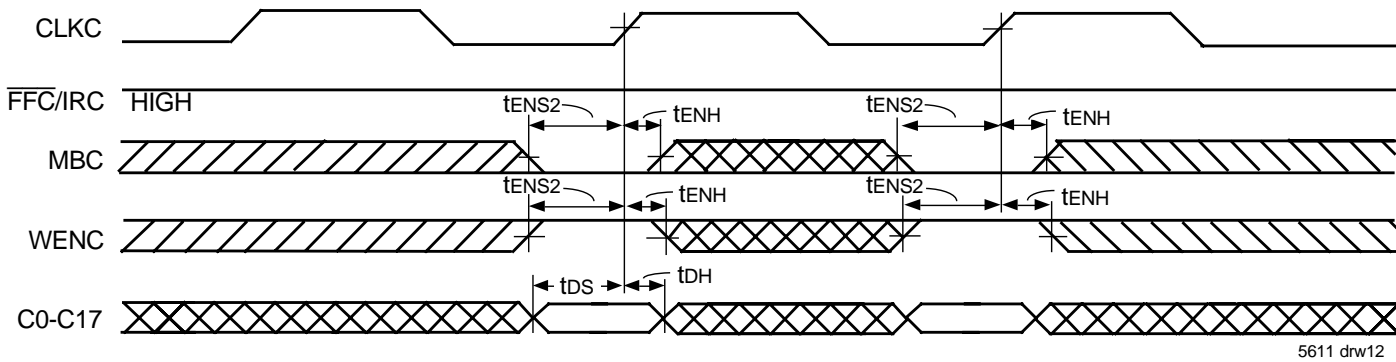 CLKC
FFC/IRC HIGH
tENS2 tENH tENS2 tENH
MBC
tENS2 tENH tENS2 tENH
WENC
tDS tDH
C0-C17
5611 drw12